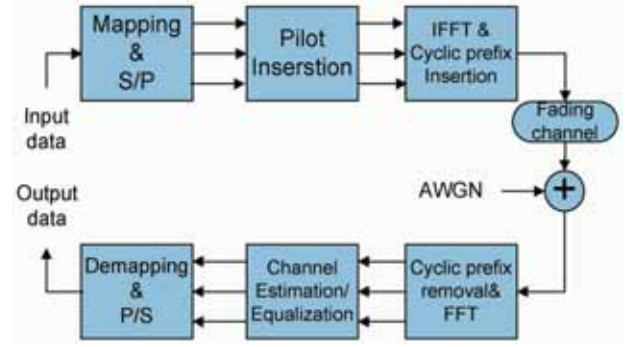 Mapping
&
S/P
Pilot
Inserstion
IFFT &
Cyclic prefix
Insertion
Input
data
Fading
channel
AWGN
+
Output
data
Demapping
&
P/S
Channel
Estimation/
Equalization
Cyclic prefix
removal&
FFT